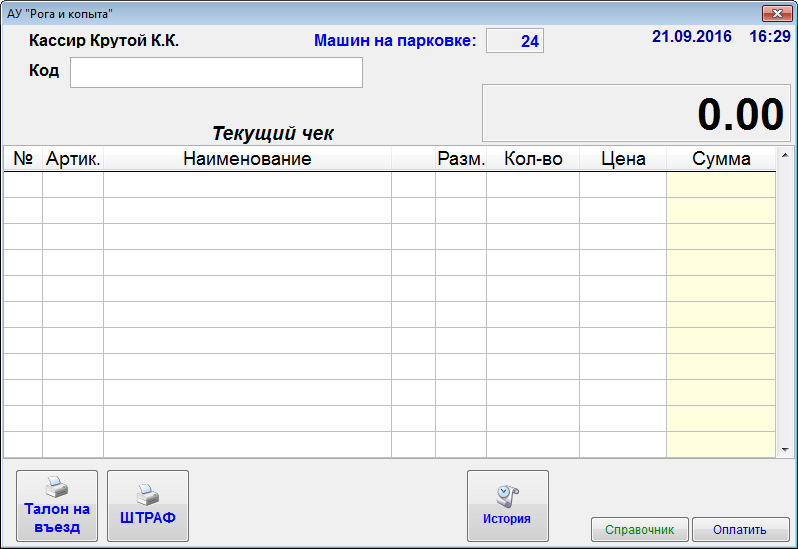 АУ "Рога и копыта"
Кассир Крутой К.К.
Машин на парковке: 24
21.09.2016 16:29
Код
0.00
Текущий чек
№ Артик. Наименование Разм. Кол-во Цена Сумма
Талон на
въезд
ШТРАФ
История
Справочник
Оплатить